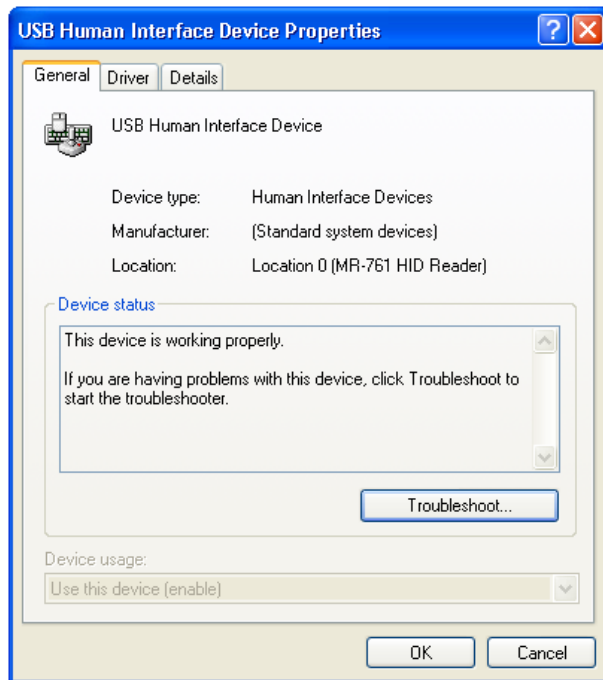 USB Human Interface Device Properties
General Driver Details
USB Human Interface Device
Device type: Human Interface Devices
Manufacturer: (Standard system devices)
Location: Location 0 (MR-761 HID Reader)
Device status
This device is working properly.
If you are having problems with this device, click Troubleshoot to
start the troubleshooter.
Troubleshoot...
Device usage:
Use this device (enable)
OK Cancel